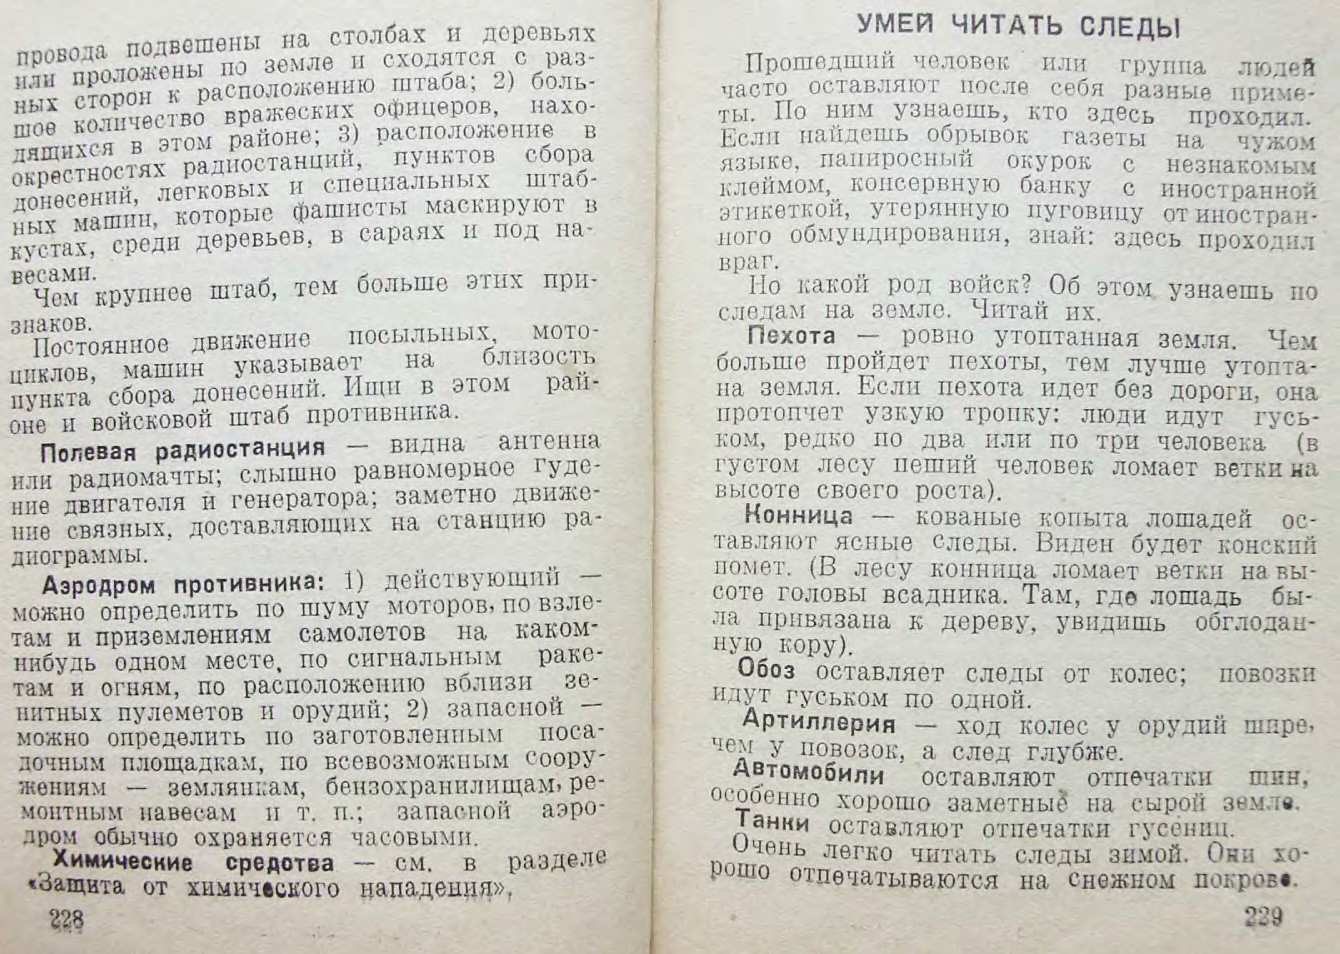 провода подвешены на столбах и деревьях
или проложены по земле и сходятся с раз-
ных сторон к расположению штаба; 2) боль-
шое количество вражеских офицеров, нахо-
дящихся в этом районе; 3) расположение в
окрестностях радиостанций, пунктов сбора
донесений, легковых и специальных штаб-
ных машин, которые фашисты маскируют в
кустах, среди деревьев, в сараях и под на-
весами.
Чем крупнее штаб, тем больше этих при-
знаков.
Постоянное движение посыльных, мото-
циклов, машин указывает на близость
пункта сбора донесений. Ищи в этом рай-
оне и войсковой штаб противника.
Полевая радиостанция — видна антенна
или радиомачты; слышно равномерное гуде-
ние двигателя и генератора; заметно движе-
ние связных, доставляющих на станцию ра-
диограммы.
Аэродром противника: 1) действующий —
можно определить по шуму моторов, по взле-
там и приземлениям самолетов на каком-
нибудь одном месте, по сигнальным раке-
там и огням, по расположению вблизи зе-
нитных пулеметов и орудий; 2) запасной —
можно определить по заготовленным поса-
дочным площадкам, по всевозможным соору-
жениям — землянкам, бензохранилищам, ре-
монтным навесам и т. п.; запасной аэро-
дром обычно охраняется часовыми.
Химические средства — см. в разделе
«Защита от химического нападения»,
228
УМЕЙ ЧИТАТЬ СЛЕДЫ
Прошедший человек или группа людей
часто оставляют после себя разные приме-
ты. По ним узнаешь, кто здесь проходил.
Если найдешь обрывок газеты на чужом
языке, папиросный окурок с незнакомым
клеймом, консервную банку с иностранной
этикеткой, утерянную пуговицу от иностран-
ного обмундирования, знай: здесь проходил
враг.
Но какой род войск? Об этом узнаешь по
следам на земле. Читай их.
Пехота — ровно утоптанная земля. Чем
больше пройдет пехоты, тем лучше утопта-
на земля. Если пехота идет без дороги, она
протопчет узкую тропку: люди идут гусь-
ком, редко по два или по три человека (в
густом лесу пеший человек ломает ветки на
высоте своего роста).
Конница — кованые копыта лошадей ос-
тавляют ясные следы. Виден будет конский
помет. (В лесу конница ломает ветки на вы-
соте головы всадника. Там, где лошадь бы-
ла привязана к дереву, увидишь обглодан-
ную кору).
Обоз оставляет следы от колес; повозки
идут гуськом по одной.
Артиллерия — ход колес у орудий шире,
чем у повозок, а след глубже.
Автомобили оставляют отпечатки шин,
особенно хорошо заметные на сырой земле.
Танки оставляют отпечатки гусениц.
Очень легко читать следы зимой. Они хо-
рошо отпечатываются на снежном покрове.
229